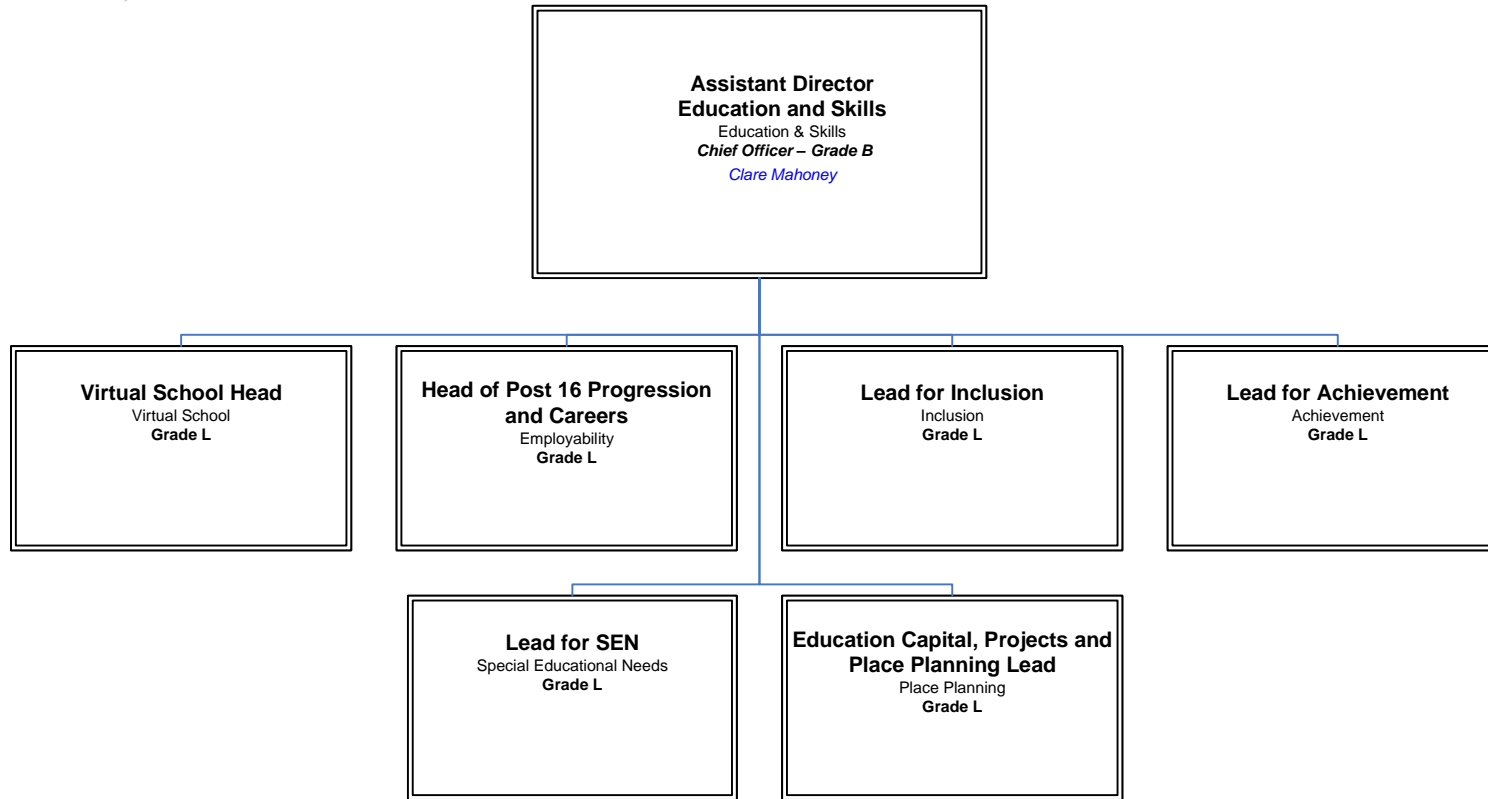 Assistant Director
Education and Skills
Education & Skills
Chief Officer – Grade B
Clare Mahoney
Virtual School Head
Virtual School
Grade L
Head of Post 16 Progression
and Careers
Employability
Grade L
Lead for Inclusion
Inclusion
Grade L
Lead for Achievement
Achievement
Grade L
Lead for SEN
Special Educational Needs
Grade L
Education Capital, Projects and
Place Planning Lead
Place Planning
Grade L